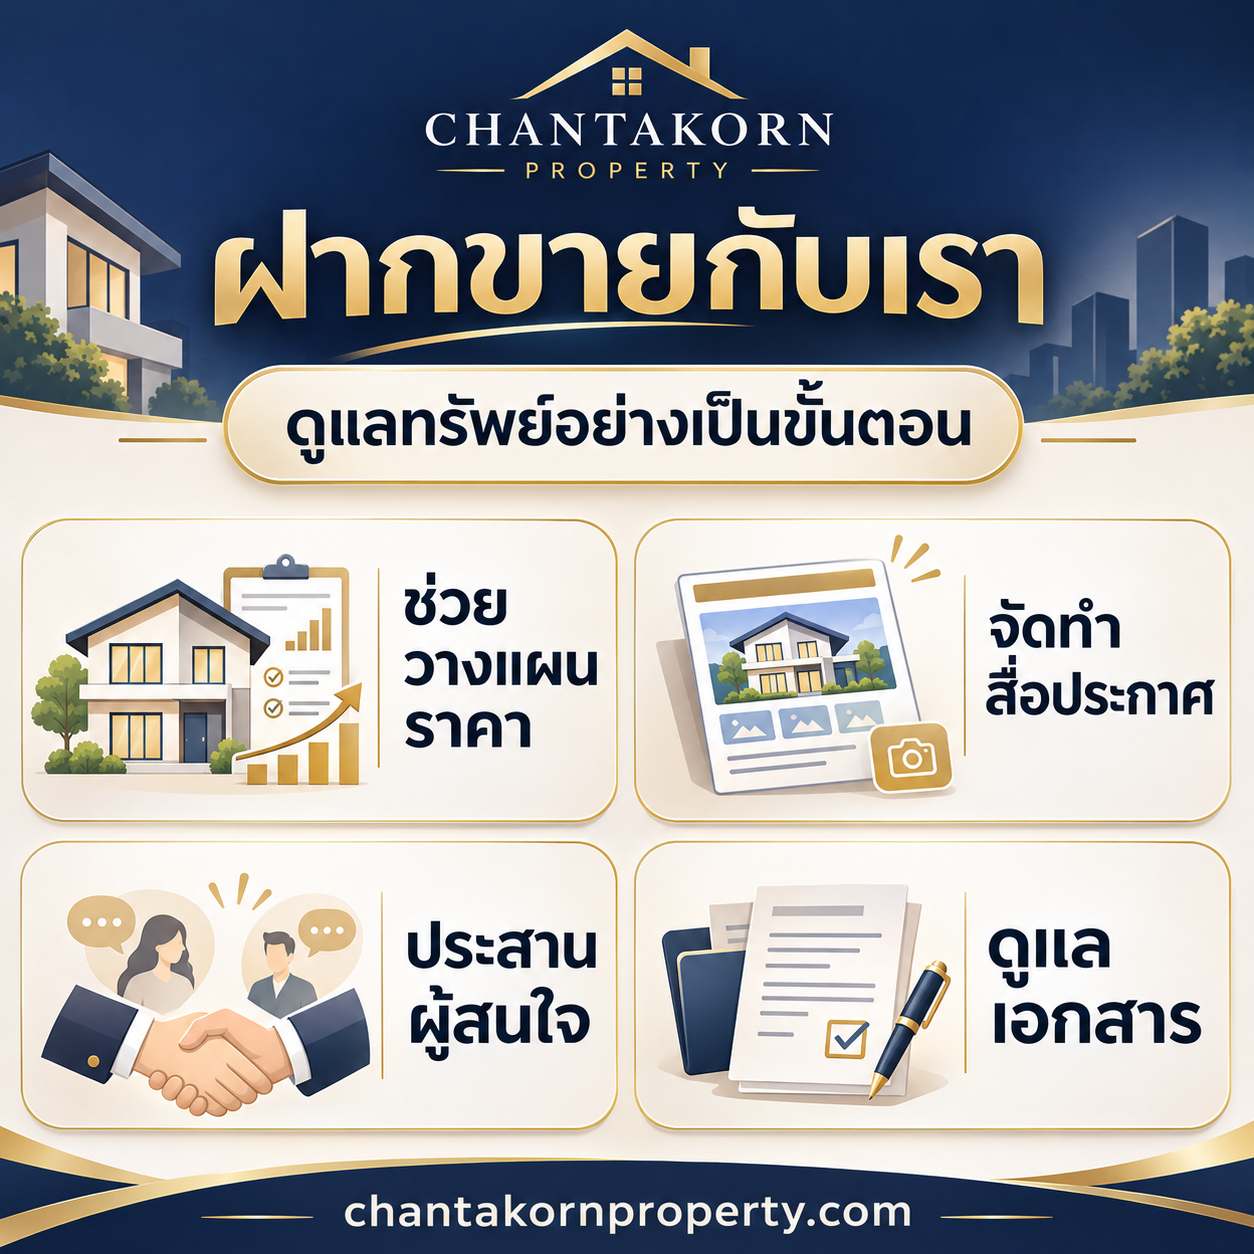 CHANTAKORN
PROPERTY
ฝากขายกับเรา
ดูแลทรัพย์อย่างเป็นขั้นตอน
ช่วย
วางแผน
ราคา
จัดทำ
สื่อประกาศ
ประสาน
ผู้สนใจ
ดูแล
เอกสาร
chantakornproperty.com